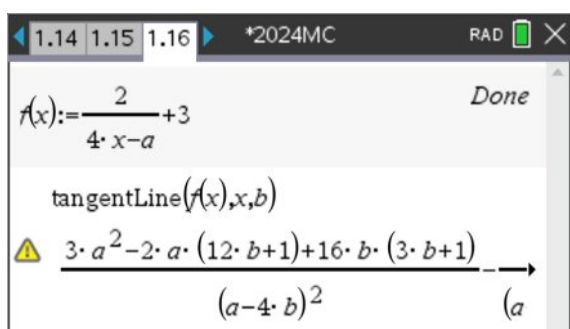 1.14 1.15 1.16 *2024MC RAD
f(x):=2/(4·x−a)+3 Done
tangentLine(f(x),x,b)
(3·a^2−2·a·(12·b+1)+16·b·(3·b+1))/(a−4·b)^2 − /(a